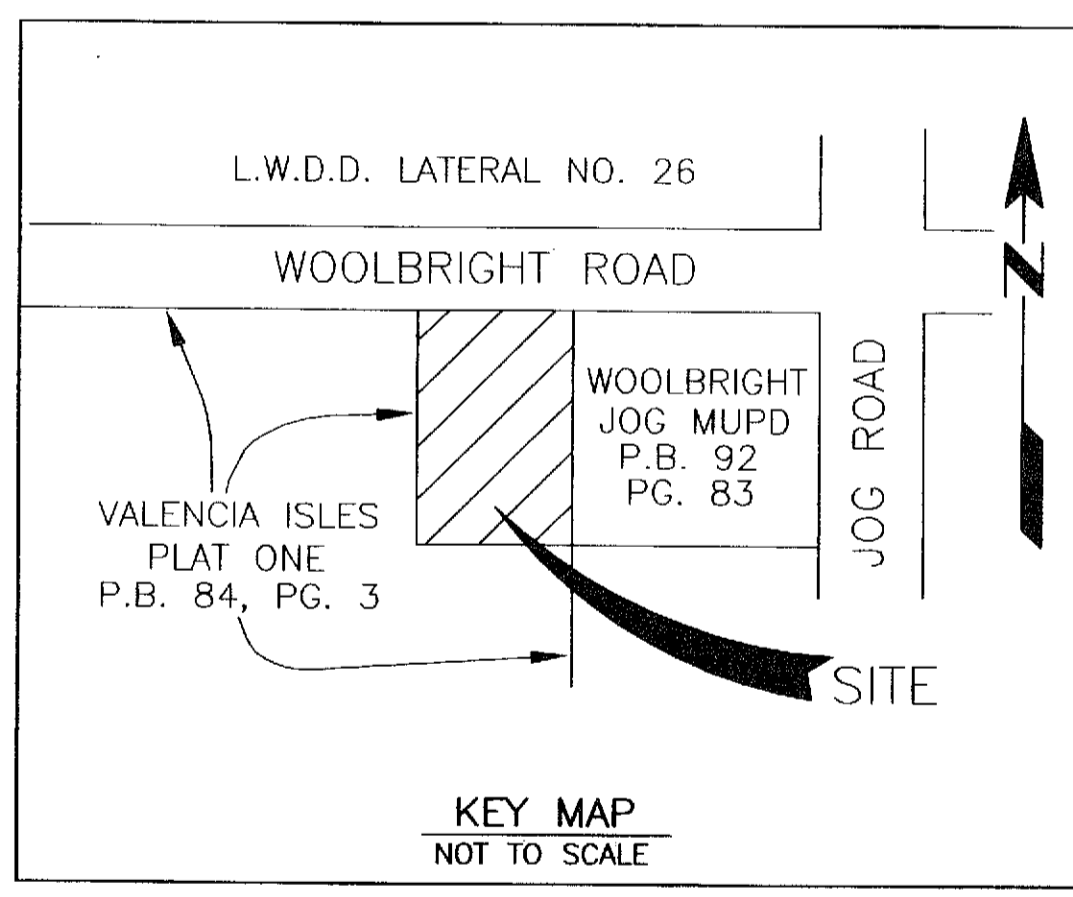 L.W.D.D. LATERAL NO. 26
WOOLBRIGHT ROAD
N
WOOLBRIGHT
JOG MUPD
P.B. 92
PG. 83
JOG ROAD
VALENCIA ISLES
PLAT ONE
P.B. 84, PG. 3
SITE
KEY MAP
NOT TO SCALE